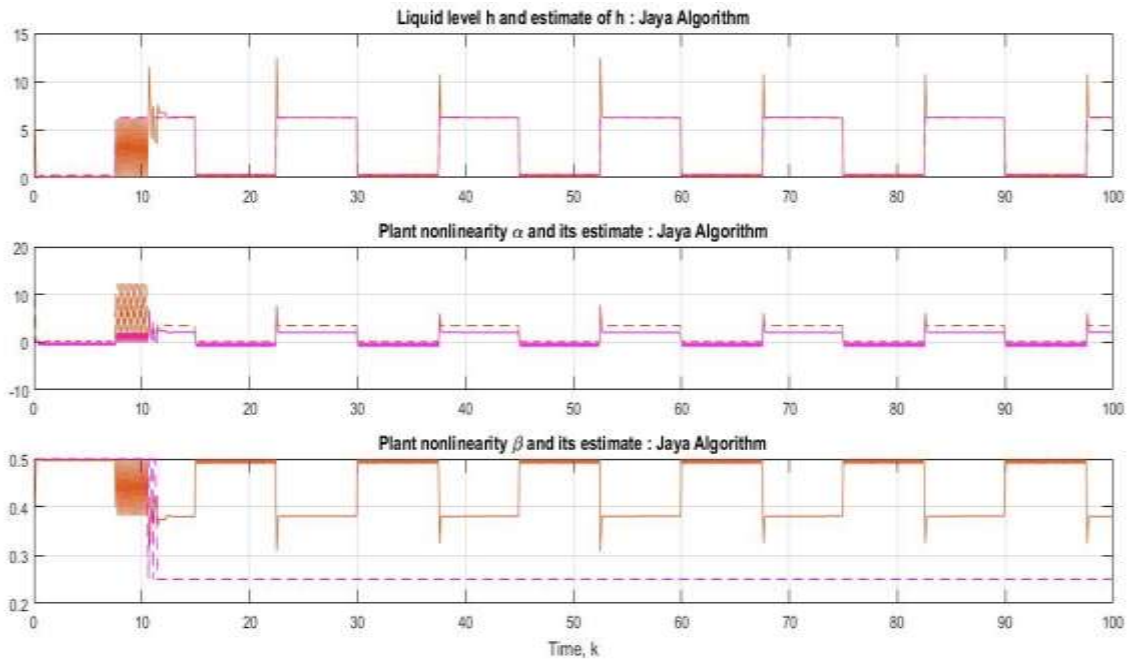 Liquid level h and estimate of h : Jaya Algorithm
15
10
5
0
0 10 20 30 40 50 60 70 80 90 100
Plant nonlinearity α and its estimate : Jaya Algorithm
20
10
0
-10
0 10 20 30 40 50 60 70 80 90 100
Plant nonlinearity β and its estimate : Jaya Algorithm
0.5
0.4
0.3
0.2
0 10 20 30 40 50 60 70 80 90 100
Time, k